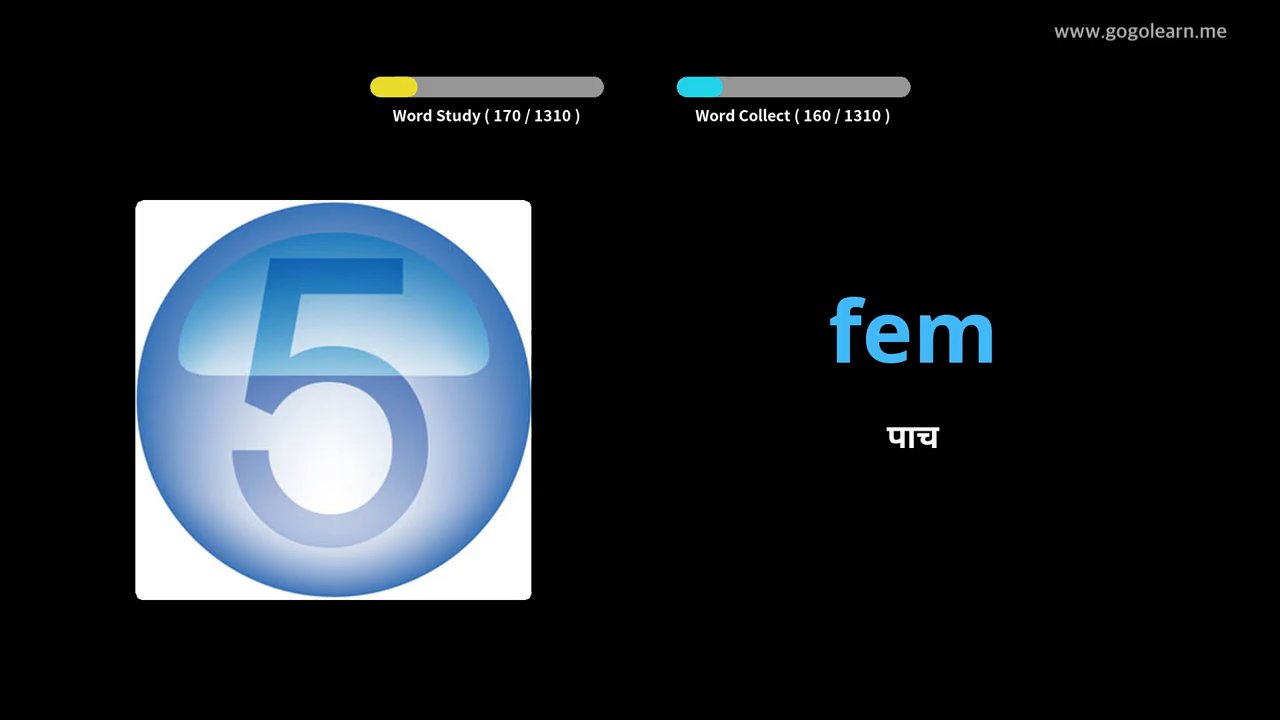 www.gogolearn.me
Word Study ( 170 / 1310 )
Word Collect ( 160 / 1310 )
5
fem
पाच